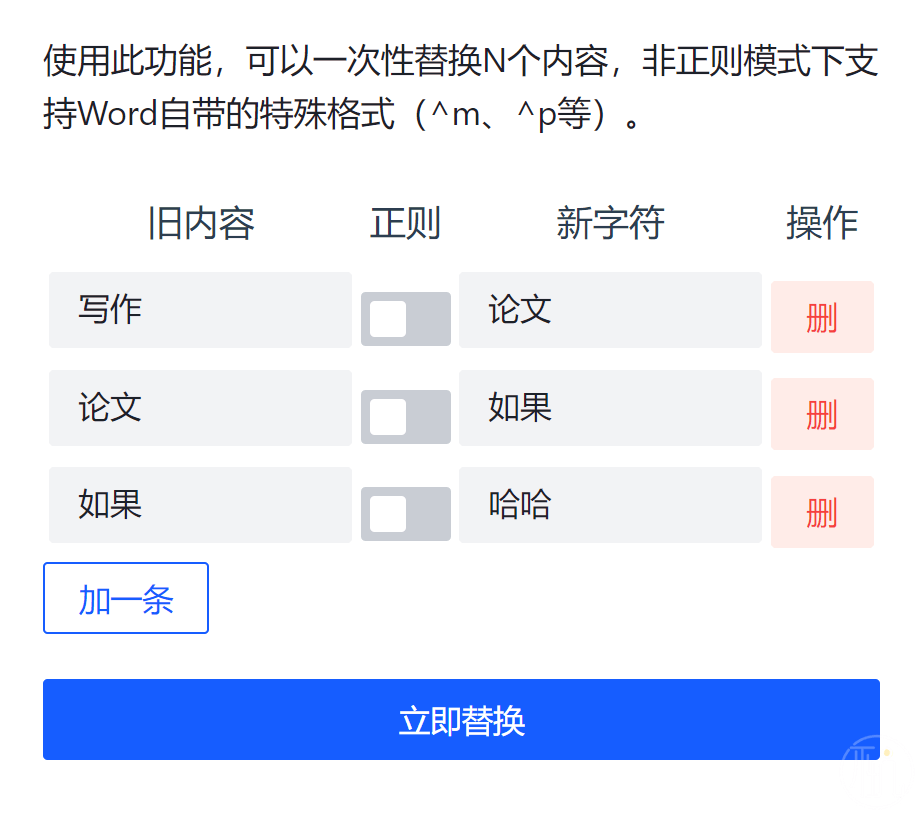 使用此功能，可以一次性替换N个内容，非正则模式下支
持Word自带的特殊格式（^m、^p等）。
旧内容 正则 新字符 操作
写作 论文 删
论文 如果 删
如果 哈哈 删
加一条
立即替换